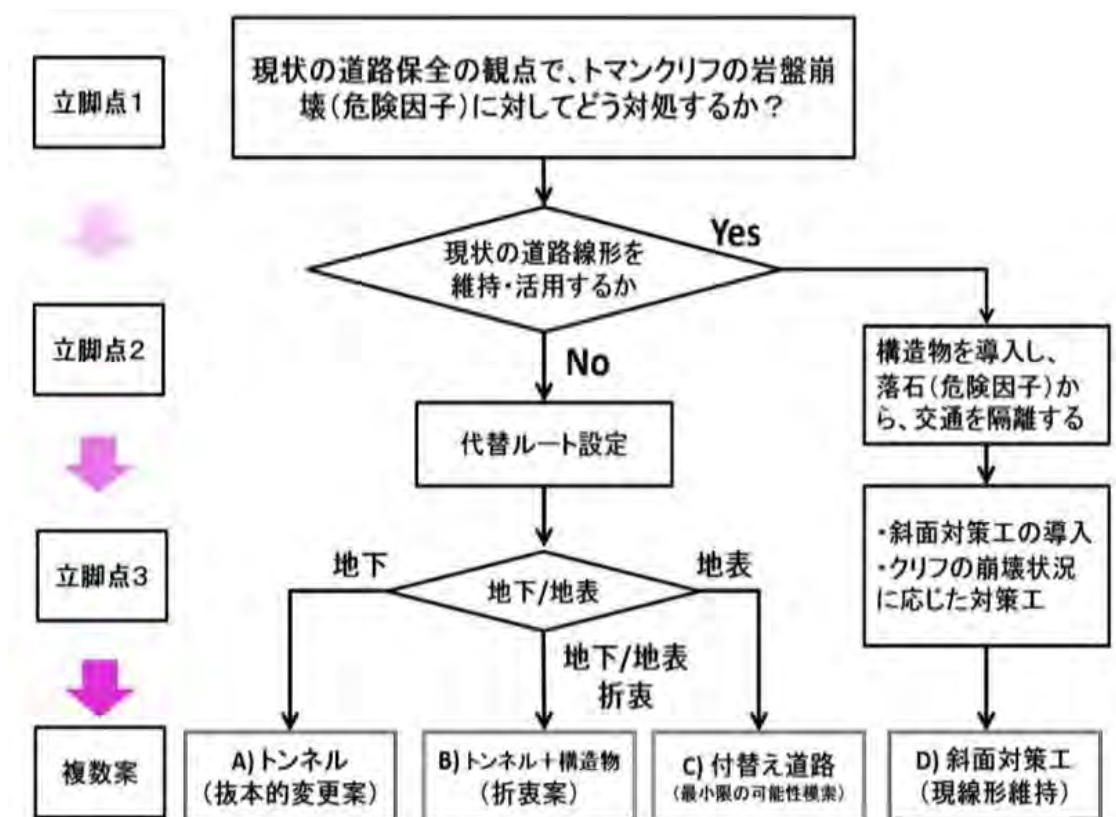 立脚点1
現状の道路保全の観点で、トマンクリフの岩盤崩
壊(危険因子)に対してどう対処するか?
現状の道路線形を
維持・活用するか
Yes
No
立脚点2
構造物を導入し、
落石(危険因子)か
ら、交通を隔離する
代替ルート設定
・斜面対策工の導入
・クリフの崩壊状況
に応じた対策工
立脚点3
地下
地下/地表
地表
地下/地表
折衷
複数案
A)トンネル
(抜本的変更案)
B)トンネル+構造物
(折衷案)
C)付替え道路
(最小限の可能性模索)
D)斜面対策工
(現線形維持)